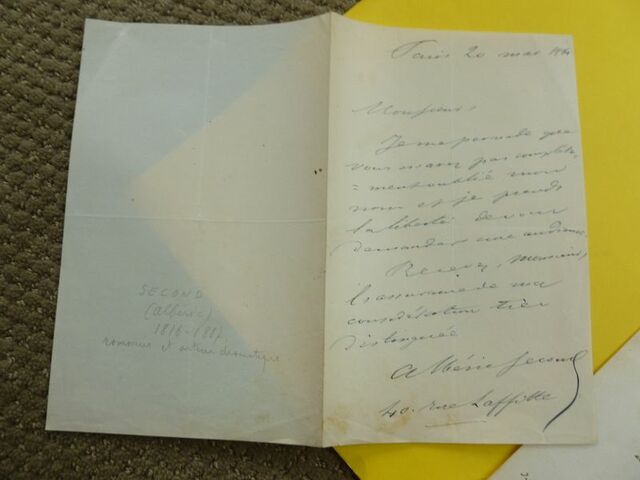 SECOND
(Albéric)
1816-1887
romancier et auteur dramatique
Paris 20 mai
Monsieur,
Je me persuade que
vous n'avez pas complète
= ment oublié mon
nom et je prends
la liberté de vous
demander une audience
Recevez, monsieur,
l'assurance de ma
considération très
distinguée
Albéric Second
40. rue Laffitte